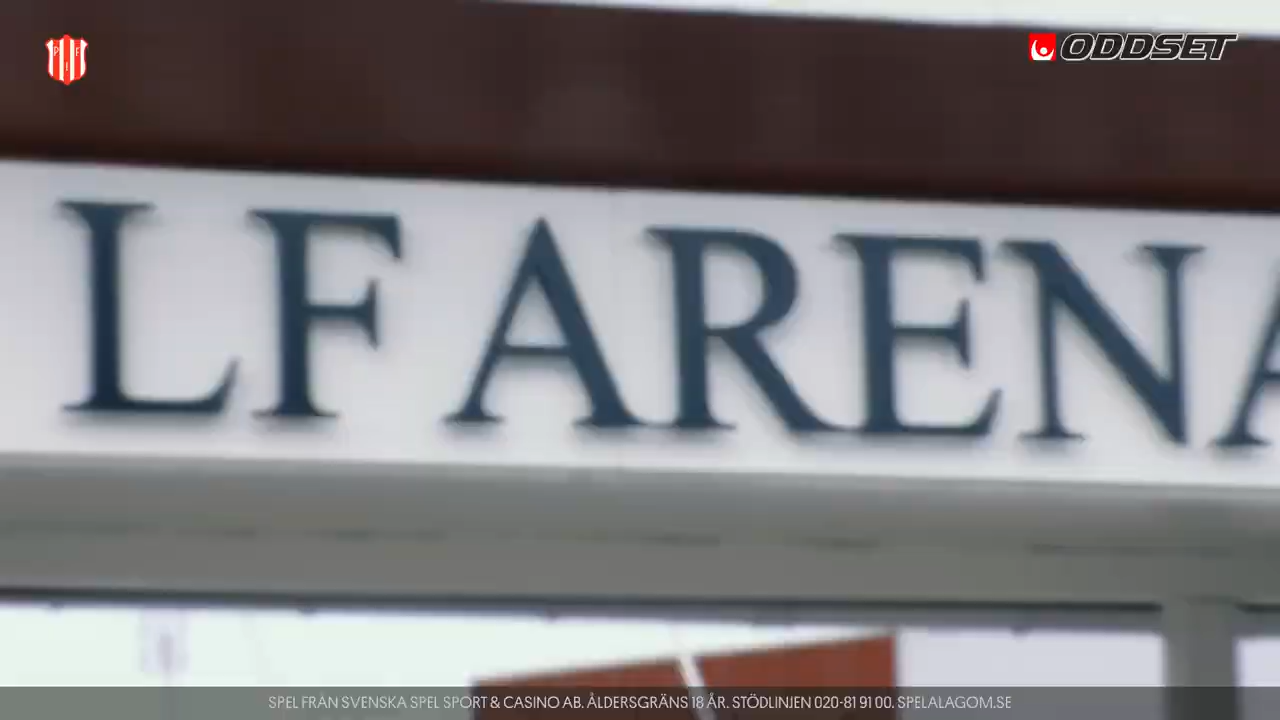 PIF
ODDSET
LF ARENA
SPEL FRÅN SVENSKA SPEL SPORT & CASINO AB. ÅLDERSGRÄNS 18 ÅR. STÖDLINJEN 020-81 91 00. SPELALAGOM.SE